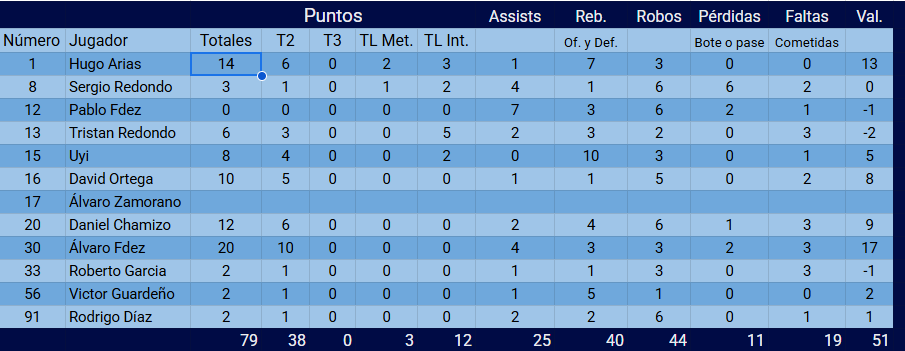 Puntos Assists Reb. Robos Pérdidas Faltas Val.
Número Jugador Totales T2 T3 TL Met. TL Int. Of. y Def. Bote o pase Cometidas
1 Hugo Arias 14 6 0 2 3 1 7 3 0 0 13
8 Sergio Redondo 3 1 0 1 2 4 1 6 6 2 0
12 Pablo Fdez 0 0 0 0 0 7 3 6 2 1 -1
13 Tristan Redondo 6 3 0 0 5 2 3 2 0 3 -2
15 Uyi 8 4 0 0 2 0 10 3 0 1 5
16 David Ortega 10 5 0 0 0 1 1 5 0 2 8
17 Álvaro Zamorano
20 Daniel Chamizo 12 6 0 0 0 2 4 6 1 3 9
30 Álvaro Fdez 20 10 0 0 0 4 3 3 2 3 17
33 Roberto Garcia 2 1 0 0 0 1 1 3 0 3 -1
56 Victor Guardeño 2 1 0 0 0 1 5 1 0 0 2
91 Rodrigo Díaz 2 1 0 0 0 2 2 6 0 1 1
79 38 0 3 12 25 40 44 11 19 51